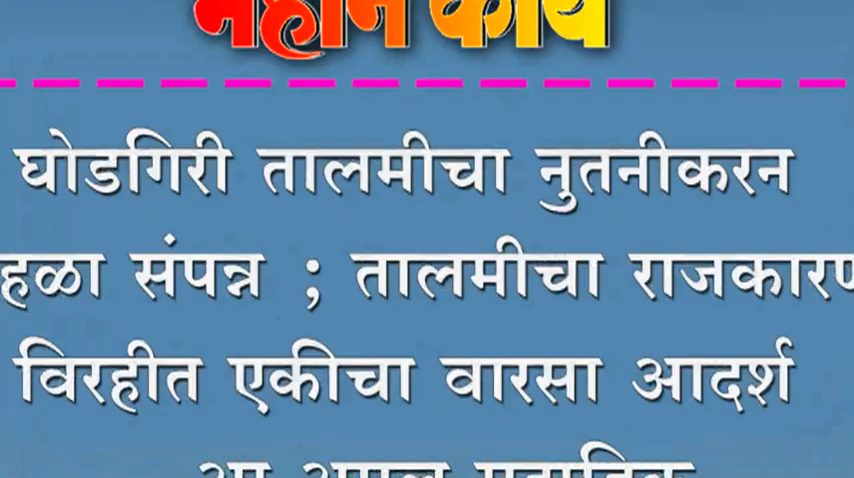 महान कार्य
घोडगिरी तालमीचा नुतनीकरन
हळा संपन्न ; तालमीचा राजकारण
विरहीत एकीचा वारसा आदर्श